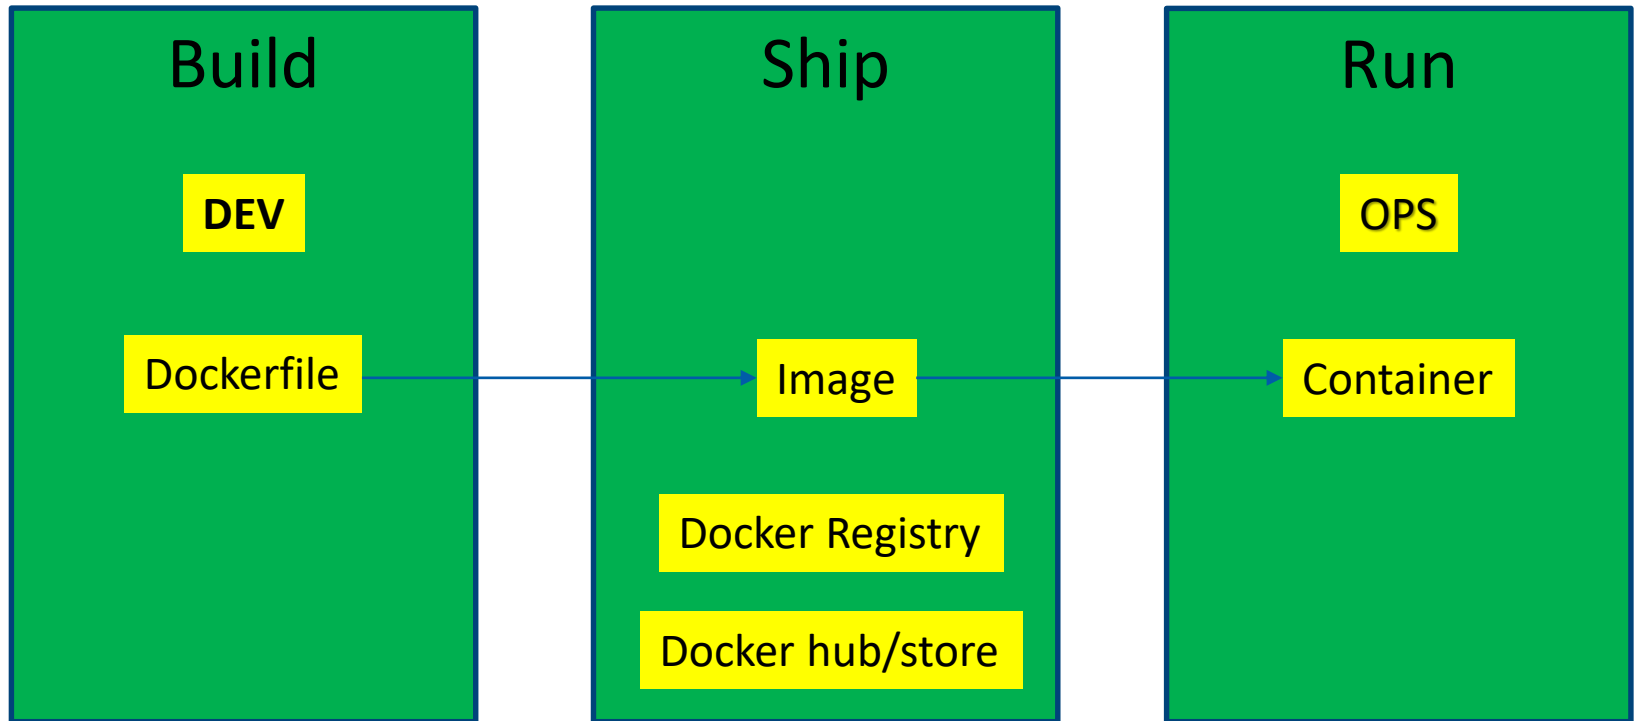 Build
DEV
Dockerfile
Ship
Image
Docker Registry
Docker hub/store
Run
OPS
Container